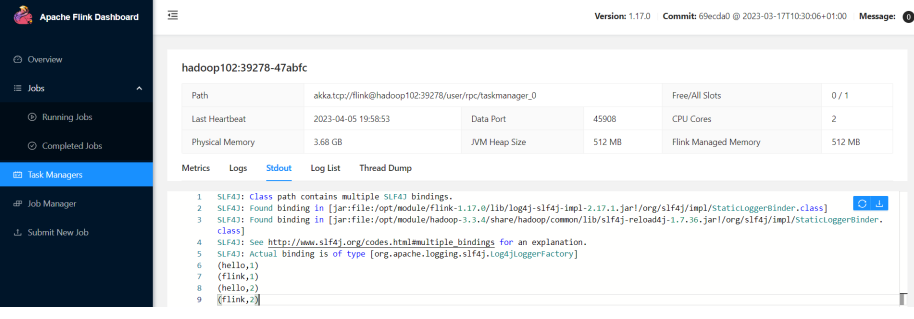 Apache Flink Dashboard
Version: 1.17.0 Commit: 69ecda0 @ 2023-03-17T10:30:06+01:00 Message: 0
Overview
Jobs
Running Jobs
Completed Jobs
Task Managers
Job Manager
Submit New Job
hadoop102:39278-47abfc
Path akka.tcp://flink@hadoop102:39278/user/rpc/taskmanager_0 Free/All Slots 0 / 1
Last Heartbeat 2023-04-05 19:58:53 Data Port 45908 CPU Cores 2
Physical Memory 3.68 GB JVM Heap Size 512 MB Flink Managed Memory 512 MB
Metrics Logs Stdout Log List Thread Dump
1 SLF4J: Class path contains multiple SLF4J bindings.
2 SLF4J: Found binding in [jar:file:/opt/module/flink-1.17.0/lib/log4j-slf4j-impl-2.17.1.jar!/org/slf4j/impl/StaticLoggerBinder.class]
3 SLF4J: Found binding in [jar:file:/opt/module/hadoop-3.3.4/share/hadoop/common/lib/slf4j-reload4j-1.7.36.jar!/org/slf4j/impl/StaticLoggerBinder.
class]
4 SLF4J: See http://www.slf4j.org/codes.html#multiple_bindings for an explanation.
5 SLF4J: Actual binding is of type [org.apache.logging.slf4j.Log4jLoggerFactory]
6 (hello,1)
7 (flink,1)
8 (hello,2)
9 (flink,2)